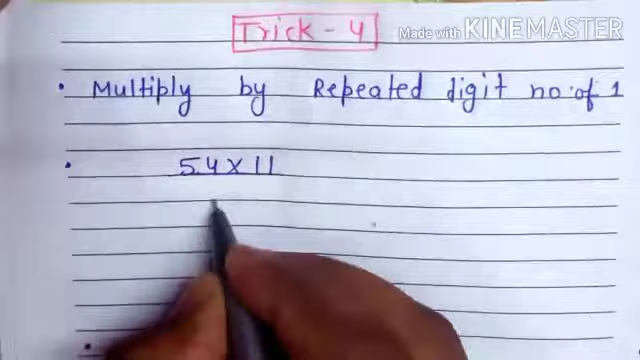 Trick - 4
Made with KINEMASTER
• Multiply by Repeated digit no. of 1
• 54 x 11